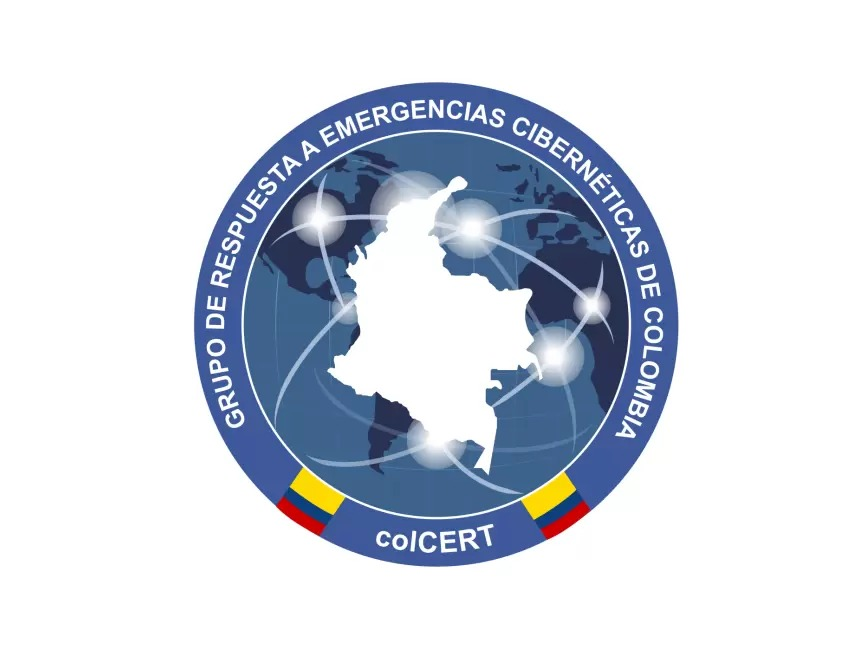 GRUPO DE RESPUESTA A EMERGENCIAS CIBERNÉTICAS DE COLOMBIA
colCERT